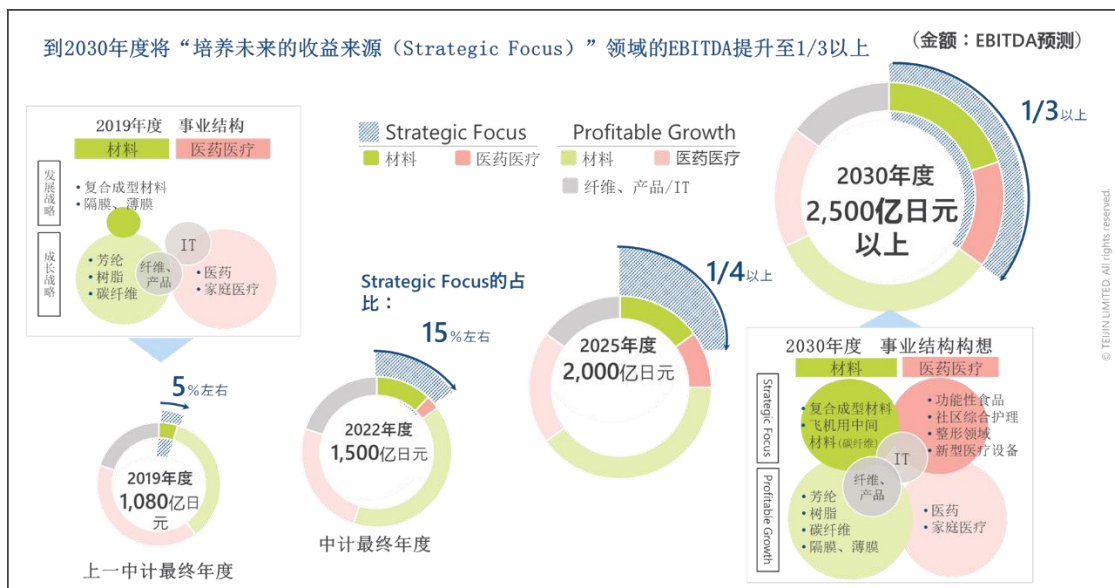 到2030年度将“培养未来的收益来源（Strategic Focus）”领域的EBITDA提升至1/3以上
（金额：EBITDA预测）
2019年度 事业结构
材料 医药医疗
发展战略
• 复合成型材料
• 隔膜、薄膜
成长战略
• 芳纶
• 树脂
• 碳纤维
IT
纤维、
产品
• 医药
• 家庭医疗
Strategic Focus
材料 医药医疗
Profitable Growth
材料 医药医疗
纤维、产品/IT
Strategic Focus的占
比：
5%左右
2019年度
1,080亿日
元
上一中计最终年度
15%左右
2022年度
1,500亿日元
中计最终年度
1/4以上
2025年度
2,000亿日元
1/3以上
2030年度
2,500亿日元
以上
2030年度 事业结构构想
材料 医药医疗
Strategic Focus
• 复合成型材料
• 飞机用中间
材料(碳纤维)
• 功能性食品
• 社区综合护理
• 整形领域
• 新型医疗设备
IT
纤维、
产品
Profitable Growth
• 芳纶
• 树脂
• 碳纤维
• 隔膜、薄膜
• 医药
• 家庭医疗
© TEIJIN LIMITED. All rights reserved.